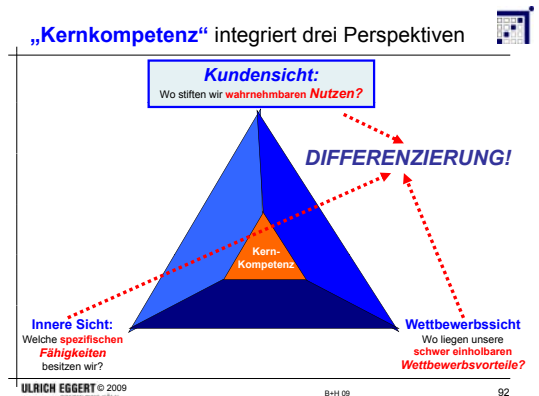 „Kernkompetenz“ integriert drei Perspektiven
Kundensicht:
Wo stiften wir wahrnehmbaren Nutzen?
DIFFERENZIERUNG!
Kern-
Kompetenz
Innere Sicht:
Welche spezifischen
Fähigkeiten
besitzen wir?
Wettbewerbssicht
Wo liegen unsere
schwer einholbaren
Wettbewerbsvorteile?
ULRICH EGGERT © 2009
B+H 09
92